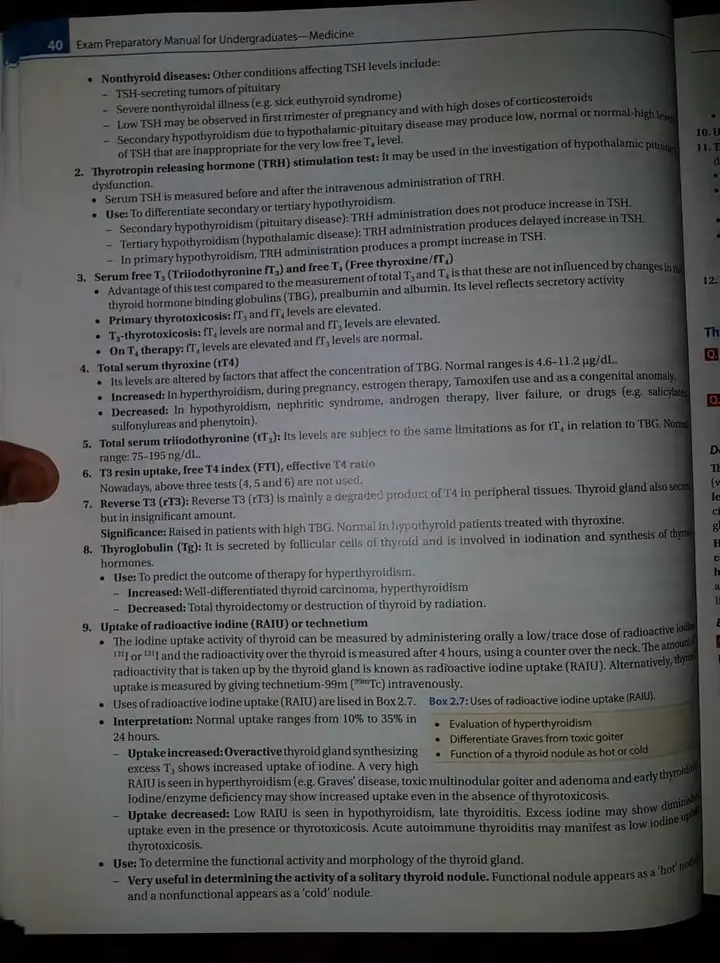 40 Exam Preparatory Manual for Undergraduates—Medicine
• Nonthyroid diseases: Other conditions affecting TSH levels include:
– TSH-secreting tumors of pituitary
– Severe nonthyroidal illness (e.g. sick euthyroid syndrome)
– Low TSH may be observed in first trimester of pregnancy and with high doses of corticosteroids
– Secondary hypothyroidism due to hypothalamic-pituitary disease may produce low, normal or normal-high
of TSH that are inappropriate for the very low free T4 level.
2. Thyrotropin releasing hormone (TRH) stimulation test: It may be used in the investigation of hypothalamic
dysfunction.
• Serum TSH is measured before and after the intravenous administration of TRH.
• Use: To differentiate secondary or tertiary hypothyroidism.
– Secondary hypothyroidism (pituitary disease): TRH administration does not produce increase in TSH.
– Tertiary hypothyroidism (hypothalamic disease): TRH administration produces delayed increase in TSH.
– In primary hypothyroidism, TRH administration produces a prompt increase in TSH.
3. Serum free T3 (Triiodothyronine fT3) and free T4 (Free thyroxine/fT4)
• Advantage of this test compared to the measurement of total T3 and T4 is that these are not influenced by changes in
thyroid hormone binding globulins (TBG), prealbumin and albumin. Its level reflects secretory activity
• Primary thyrotoxicosis: fT3 and fT4 levels are elevated.
• T3-thyrotoxicosis: fT4 levels are normal and fT3 levels are elevated.
• On T4 therapy: fT4 levels are elevated and fT3 levels are normal.
4. Total serum thyroxine (tT4)
• Its levels are altered by factors that affect the concentration of TBG. Normal ranges is 4.6–11.2 µg/dL.
• Increased: In hyperthyroidism, during pregnancy, estrogen therapy, Tamoxifen use and as a congenital anomaly.
• Decreased: In hypothyroidism, nephritic syndrome, androgen therapy, liver failure, or drugs (e.g. salicylates
sulfonylureas and phenytoin).
5. Total serum triiodothyronine (tT3): Its levels are subject to the same limitations as for tT4 in relation to TBG. Normal
range: 75–195 ng/dL.
6. T3 resin uptake, free T4 index (FTI), effective T4 ratio
Nowadays, above three tests (4, 5 and 6) are not used.
7. Reverse T3 (rT3): Reverse T3 (rT3) is mainly a degraded product of T4 in peripheral tissues. Thyroid gland also
but in insignificant amount.
Significance: Raised in patients with high TBG. Normal in hypothyroid patients treated with thyroxine.
8. Thyroglobulin (Tg): It is secreted by follicular cells of thyroid and is involved in iodination and synthesis of thyroid
hormones.
• Use: To predict the outcome of therapy for hyperthyroidism.
– Increased: Well-differentiated thyroid carcinoma, hyperthyroidism
– Decreased: Total thyroidectomy or destruction of thyroid by radiation.
9. Uptake of radioactive iodine (RAIU) or technetium
• The iodine uptake activity of thyroid can be measured by administering orally a low/trace dose of radioactive iodine
131I or 121I and the radioactivity over the thyroid is measured after 4 hours, using a counter over the neck. The amount
radioactivity that is taken up by the thyroid gland is known as radioactive iodine uptake (RAIU). Alternatively,
uptake is measured by giving technetium-99m (99mTc) intravenously.
• Uses of radioactive iodine uptake (RAIU) are lised in Box 2.7.
• Interpretation: Normal uptake ranges from 10% to 35% in
24 hours.
– Uptake increased: Overactive thyroid gland synthesizing
excess T3 shows increased uptake of iodine. A very high
Box 2.7: Uses of radioactive iodine uptake (RAIU).
• Evaluation of hyperthyroidism
• Differentiate Graves from toxic goiter
• Function of a thyroid nodule as hot or cold
RAIU is seen in hyperthyroidism (e.g. Graves' disease, toxic multinodular goiter and adenoma and early
Iodine/enzyme deficiency may show increased uptake even in the absence of thyrotoxicosis.
– Uptake decreased: Low RAIU is seen in hypothyroidism, late thyroiditis. Excess iodine may show
uptake even in the presence or thyrotoxicosis. Acute autoimmune thyroiditis may manifest as low iodine
thyrotoxicosis.
• Use: To determine the functional activity and morphology of the thyroid gland.
– Very useful in determining the activity of a solitary thyroid nodule. Functional nodule appears as a 'hot'
and a nonfunctional appears as a 'cold' nodule.
10.
11.
12.
Th
Q.
Q.